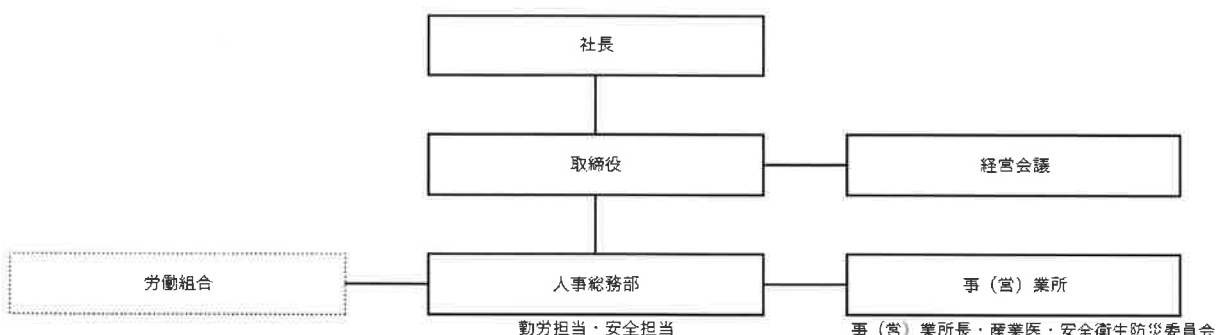 社長
取締役
経営会議
労働組合
人事総務部
事（営）業所
勤労担当・安全担当
事（営）業所長・産業医・安全衛生防災委員会